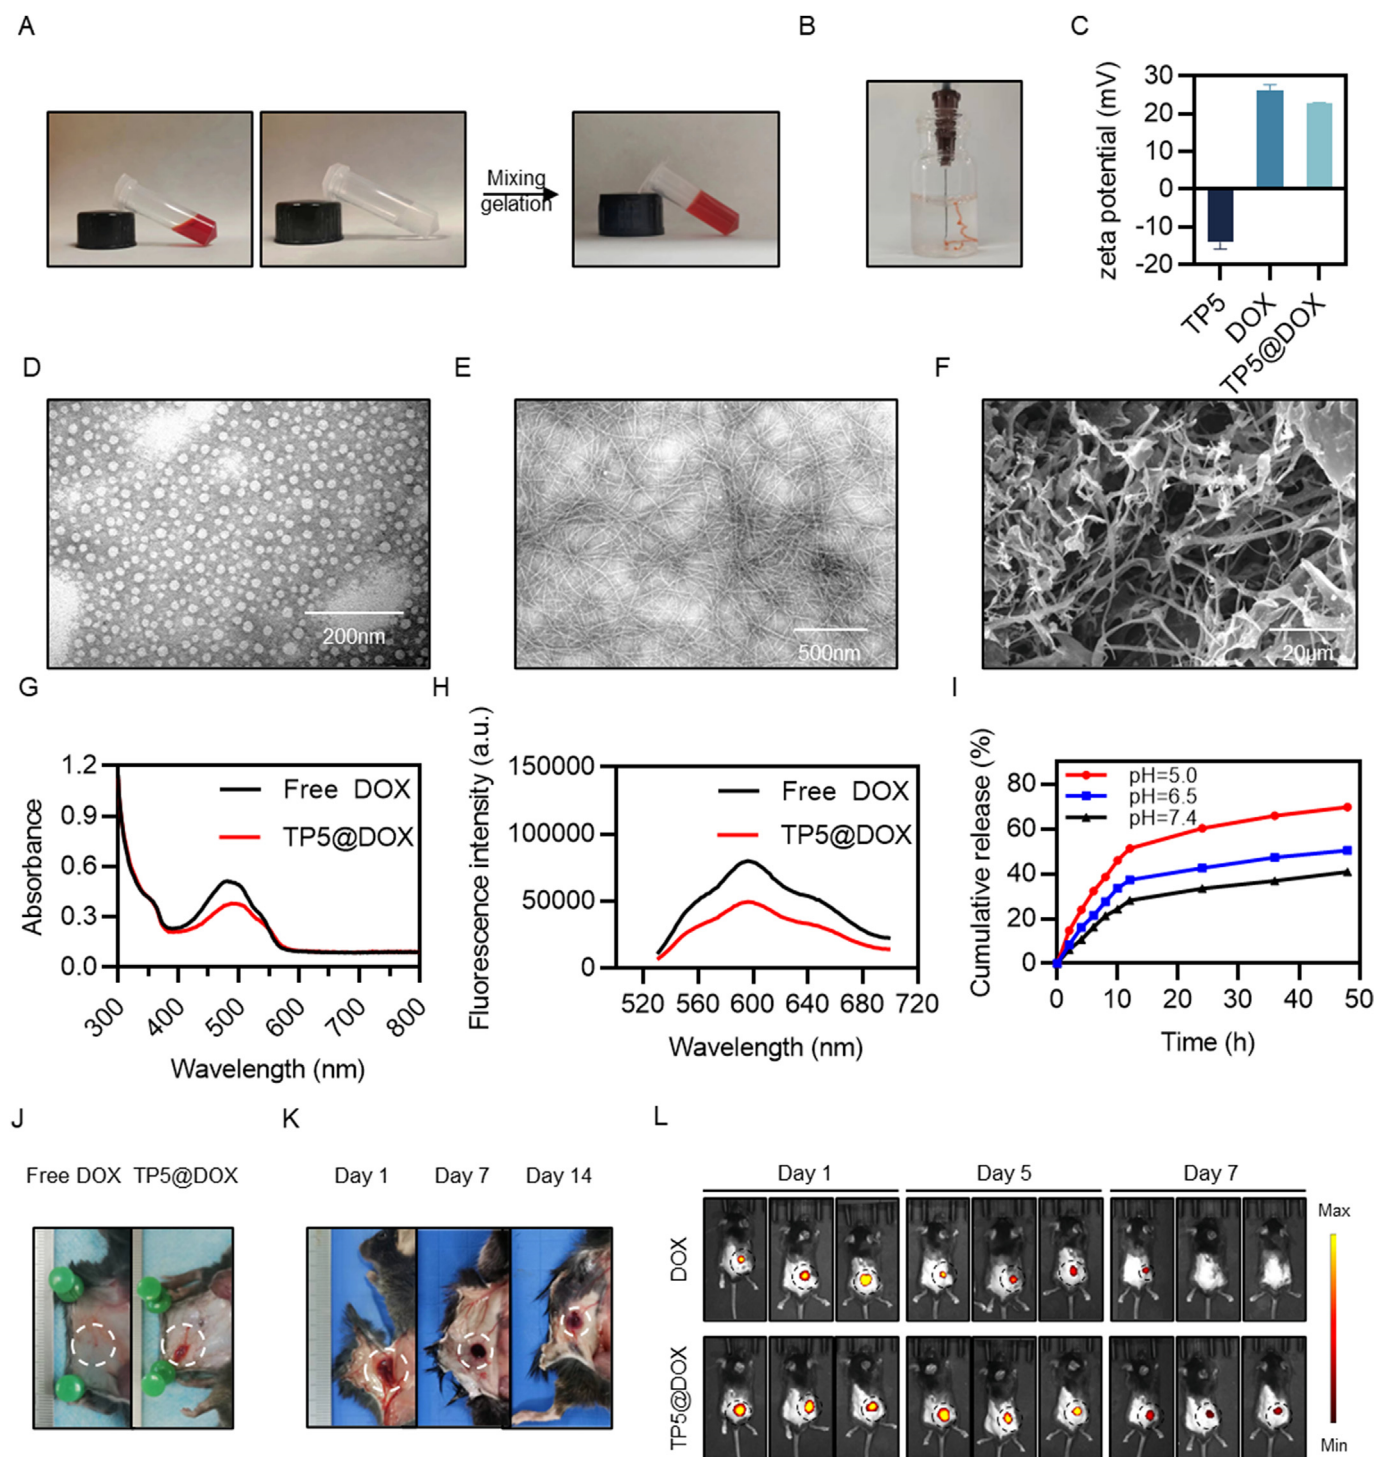 A
B
C
Mixing
gelation
zeta potential (mV)
30
20
10
0
-10
-20
TP5
DOX
TP5@DOX
D
E
F
200nm
500nm
20μm
G
H
I
Absorbance
1.2
0.9
0.6
0.3
0.0
Free DOX
TP5@DOX
300
400
500
600
700
800
Wavelength (nm)
Fluorescence intensity (a.u.)
150000
100000
50000
0
Free DOX
TP5@DOX
520
560
600
640
680
720
Wavelength (nm)
Cumulative release (%)
80
60
40
20
0
pH=5.0
pH=6.5
pH=7.4
0
10
20
30
40
50
Time (h)
J
K
L
Free DOX
TP5@DOX
Day 1
Day 7
Day 14
Day 1
Day 5
Day 7
DOX
TP5@DOX
Max
Min